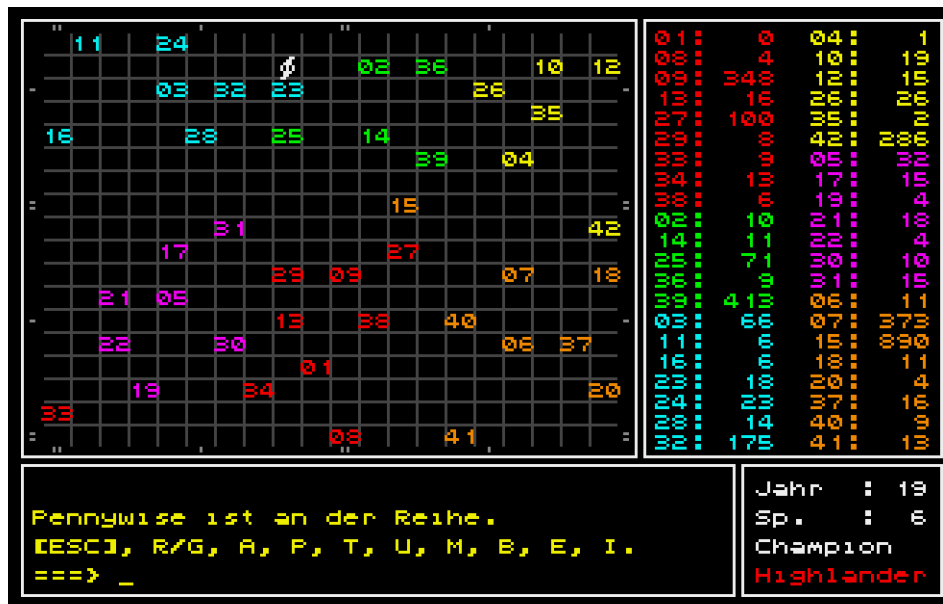 11 24
02 36 10 12
03 32 23 26
35
16 28 25 14
39 04
15
31 42
17 27
29 09 07 18
21 05
13 38 40
22 30 06 37
01
19 34 20
33
08 41
01: 0 04: 1
08: 4 10: 19
09: 348 12: 15
13: 16 26: 26
27: 100 35: 2
29: 8 42: 286
33: 9 05: 32
34: 13 17: 15
38: 6 19: 4
02: 10 21: 18
14: 11 22: 4
25: 71 30: 10
36: 9 31: 15
39: 413 06: 11
03: 66 07: 373
11: 6 15: 890
16: 6 18: 11
23: 18 20: 4
24: 23 37: 16
28: 14 40: 9
32: 175 41: 13
Pennywise ist an der Reihe.
[ESC], R/G, A, P, T, U, M, B, E, I.
===> _
Jahr : 19
Sp. : 6
Champion
Highlander